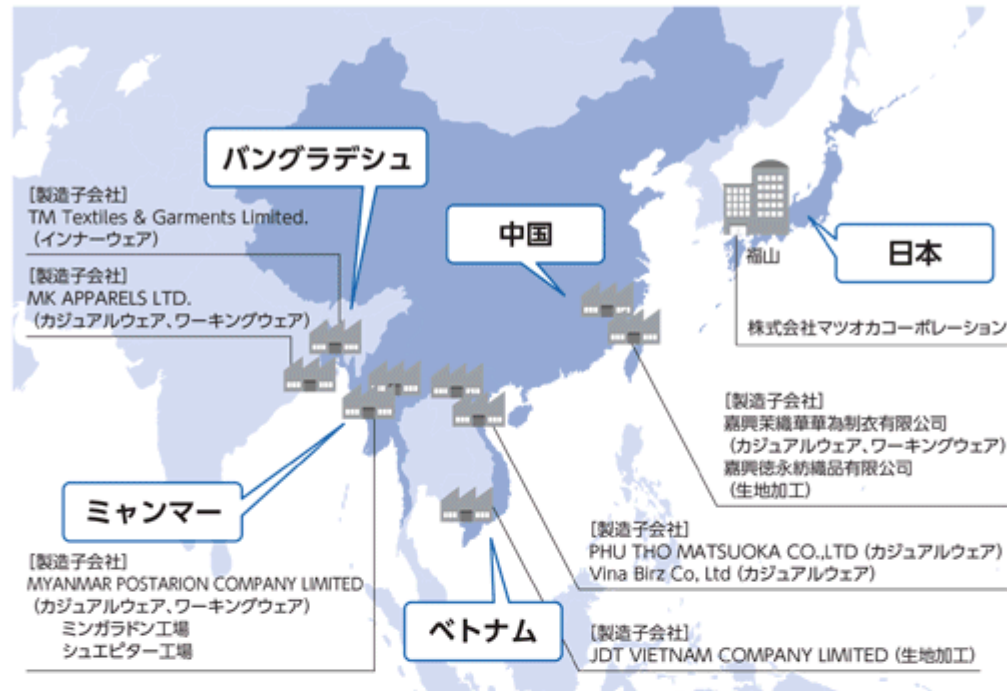 バングラデシュ
[製造子会社]
TM Textiles & Garments Limited.
(インナーウェア)
[製造子会社]
MK APPARELS LTD.
(カジュアルウェア、ワーキングウェア)
中国
福山
日本
株式会社マツオカコーポレーション
[製造子会社]
嘉興茉織華華為制衣有限公司
(カジュアルウェア、ワーキングウェア)
嘉興徳永紡織品有限公司
(生地加工)
ミャンマー
[製造子会社]
MYANMAR POSTARION COMPANY LIMITED
(カジュアルウェア、ワーキングウェア)
ミンガラドン工場
シュエピター工場
ベトナム
[製造子会社]
PHU THO MATSUOKA CO.,LTD (カジュアルウェア)
Vina Birz Co, Ltd (カジュアルウェア)
[製造子会社]
JDT VIETNAM COMPANY LIMITED (生地加工)